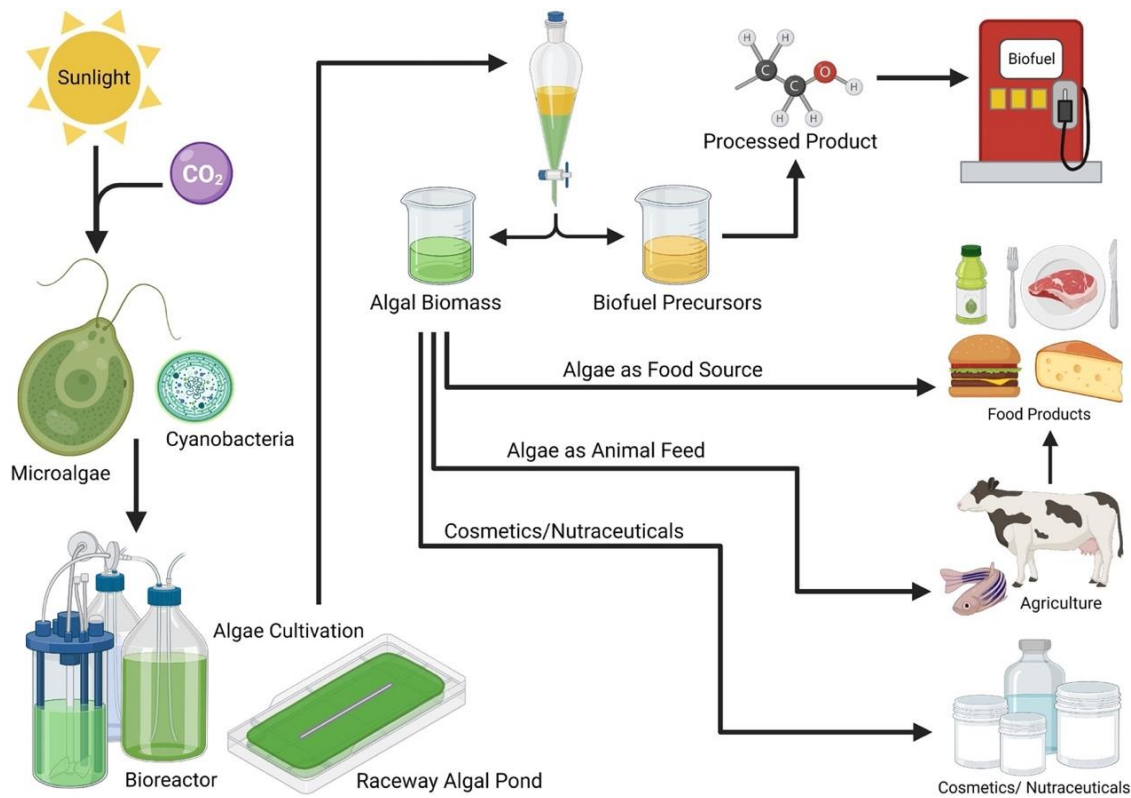 Sunlight
CO₂
Microalgae
Cyanobacteria
Algae Cultivation
Bioreactor
Raceway Algal Pond
Algal Biomass
Biofuel Precursors
H
H
C
O
C
H
H
H
Processed Product
Biofuel
Algae as Food Source
Food Products
Algae as Animal Feed
Agriculture
Cosmetics/Nutraceuticals
Cosmetics/ Nutraceuticals